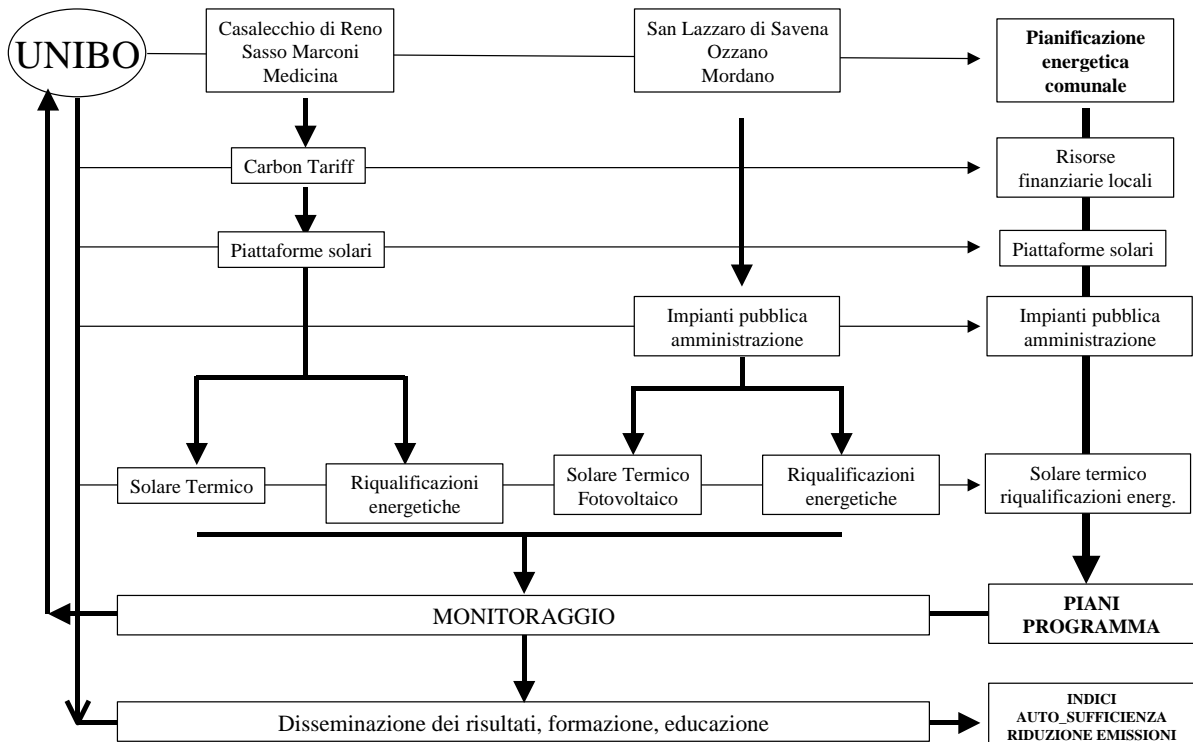 UNIBO
Casalecchio di Reno
Sasso Marconi
Medicina
San Lazzaro di Savena
Ozzano
Mordano
Pianificazione
energetica
comunale
Carbon Tariff
Risorse
finanziarie locali
Piattaforme solari
Piattaforme solari
Impianti pubblica
amministrazione
Impianti pubblica
amministrazione
Solare Termico
Riqualificazioni
energetiche
Solare Termico
Fotovoltaico
Riqualificazioni
energetiche
Solare termico
riqualificazioni energ.
MONITORAGGIO
PIANI
PROGRAMMA
Disseminazione dei risultati, formazione, educazione
INDICI
AUTO_SUFFICIENZA
RIDUZIONE EMISSIONI